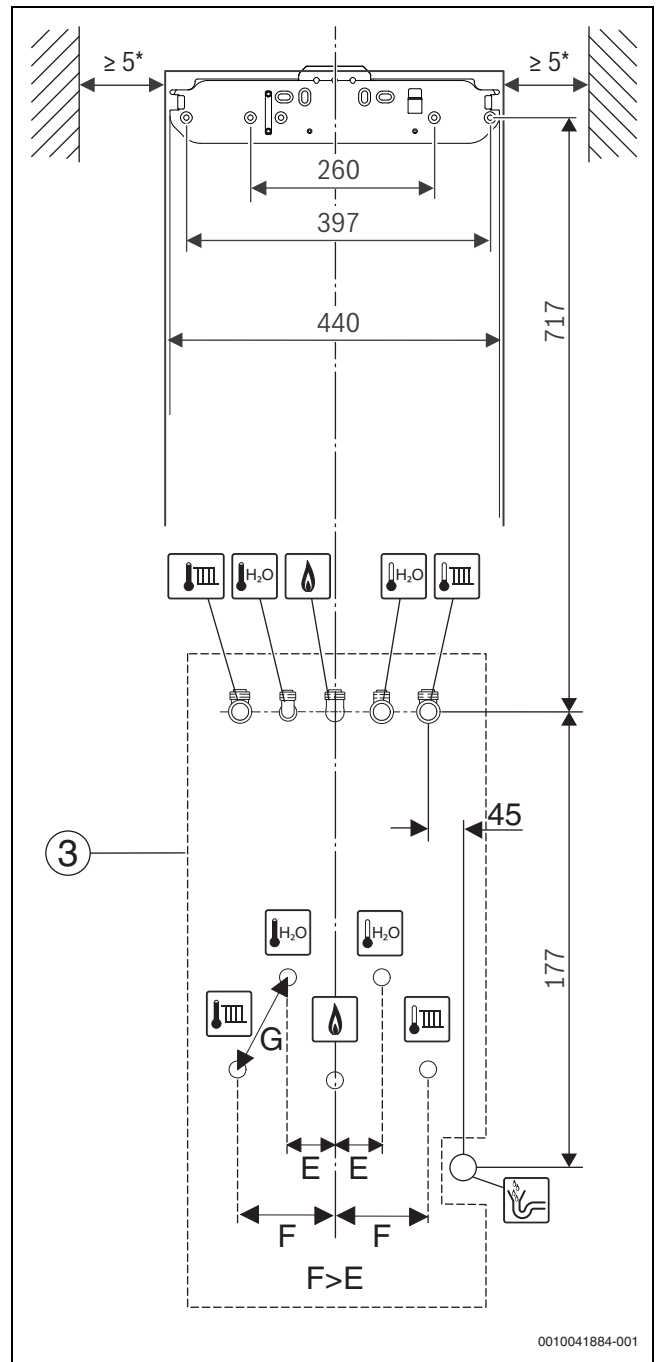 ≥ 5* ≥ 5*
260
397
440
717
H₂O H₂O
45
3
177
H₂O H₂O
G
E E
F F
F>E
0010041884-001